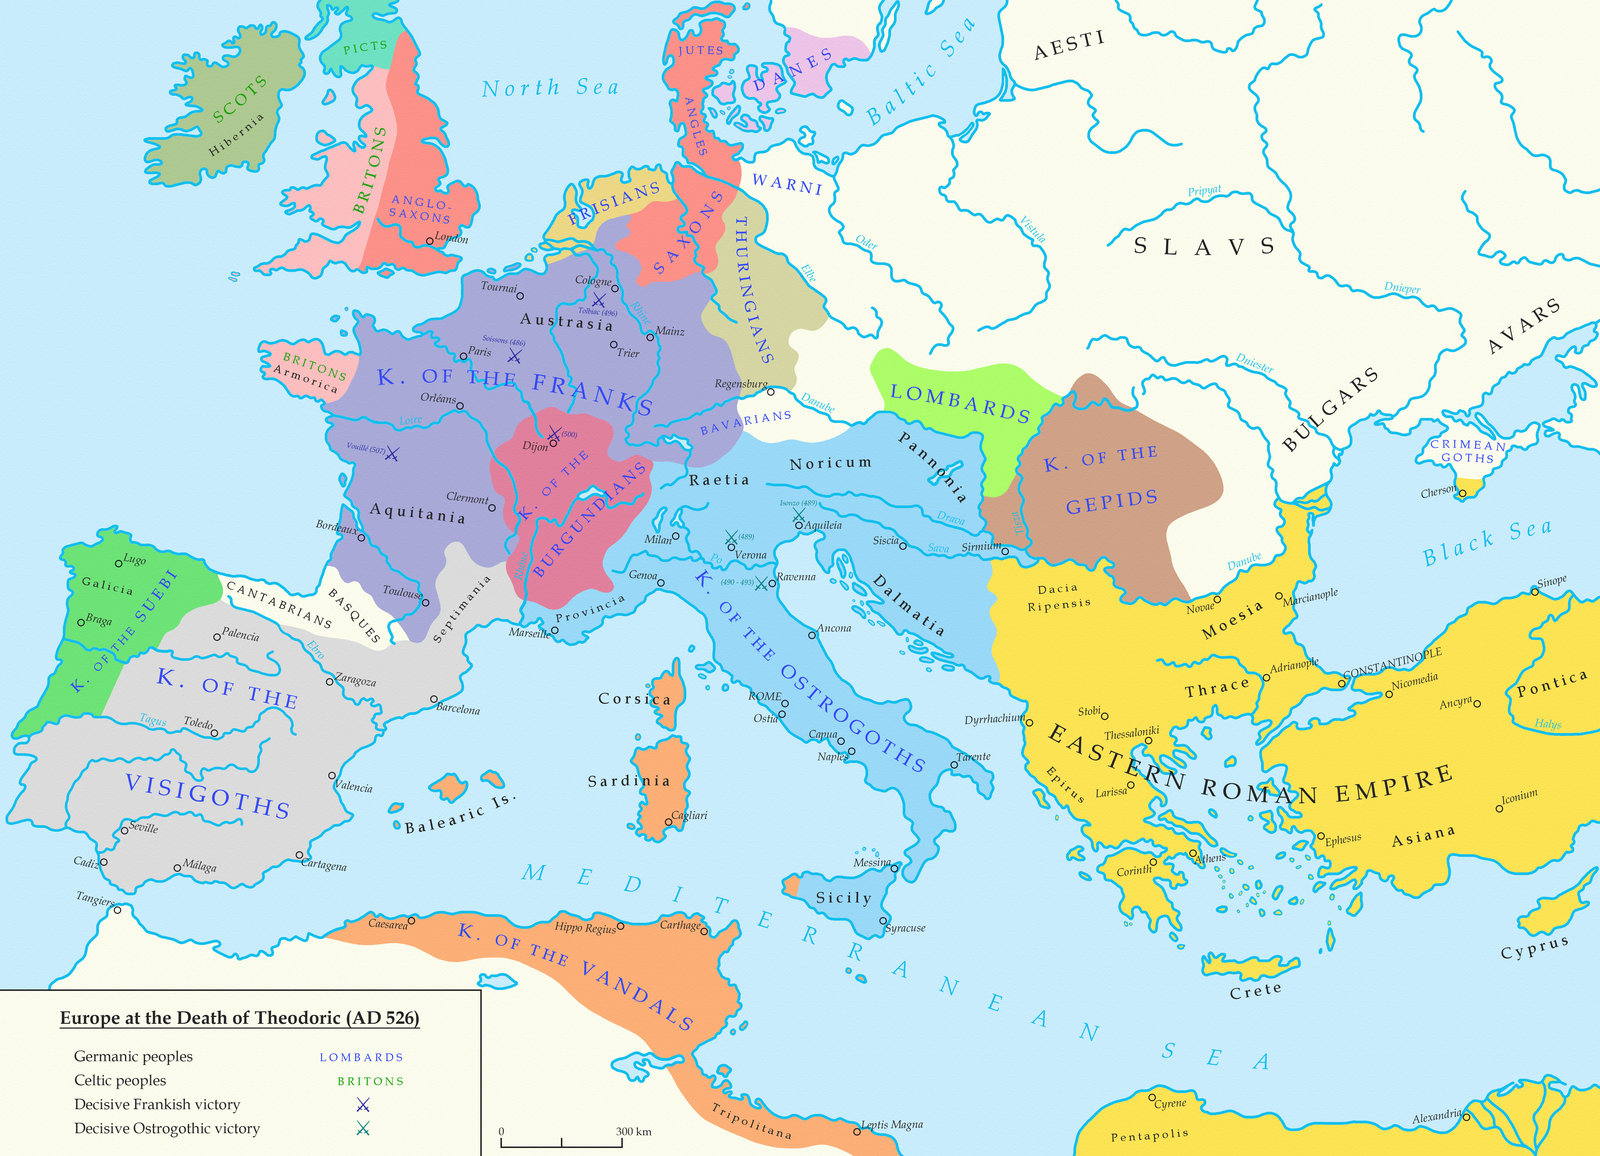 North Sea
Baltic Sea
AESTI
PICTS
SCOTS
Hibernia
BRITONS
ANGLO-
SAXONS
London
JUTES
ANGLES
DANES
WARNI
FRISIANS
SAXONS
THURINGIANS
Oder
Elbe
Vistula
Pripyat
SLAVS
Dnieper
AVARS
Dniester
BULGARS
Tournai
Cologne
Tolbiac (496)
Rhine
Austrasia
Mainz
Soissons (486)
Trier
Paris
BRITONS
Armorica
K. OF THE FRANKS
Orléans
Loire
Regensburg
Danube
BAVARIANS
LOMBARDS
Vouillé (507)
(500)
Dijon
K. OF THE
BURGUNDIANS
Rhône
Clermont
Aquitania
Bordeaux
Toulouse
Septimania
Raetia
Noricum
Pannonia
K. OF THE
GEPIDS
Tisza
CRIMEAN
GOTHS
Cherson
Black Sea
Drava
Sava
Isonzo (489)
Aquileia
Siscia
Sirmium
Milan
(489)
Verona
Po
Genoa
(490 - 493)
Ravenna
Dalmatia
Provincia
Marseille
Ancona
K. OF THE OSTROGOTHS
ROME
Ostia
Capua
Naples
Tarente
Messina
Sicily
Syracuse
Corsica
Sardinia
Cagliari
Balearic Is.
Lugo
Galicia
Braga
K. OF THE SUEBI
CANTABRIANS
BASQUES
Palencia
Ebro
Zaragoza
Barcelona
K. OF THE
VISIGOTHS
Tagus
Toledo
Valencia
Seville
Cadiz
Málaga
Cartagena
Tangiers
Dacia
Ripensis
Danube
Novae
Moesia
Marcianople
Sinope
Thrace
Adrianople
CONSTANTINOPLE
Nicomedia
Ancyra
Pontica
Halys
Stobi
Dyrrhachium
Thessaloniki
EASTERN ROMAN EMPIRE
Epirus
Larissa
Iconium
Asiana
Ephesus
Athens
Corinth
Crete
Cyprus
MEDITERRANEAN SEA
Caesarea
Hippo Regius
Carthage
K. OF THE VANDALS
Tripolitana
Leptis Magna
Cyrene
Pentapolis
Alexandria
Europe at the Death of Theodoric (AD 526)
Germanic peoples LOMBARDS
Celtic peoples BRITONS
Decisive Frankish victory
Decisive Ostrogothic victory
0 300 km